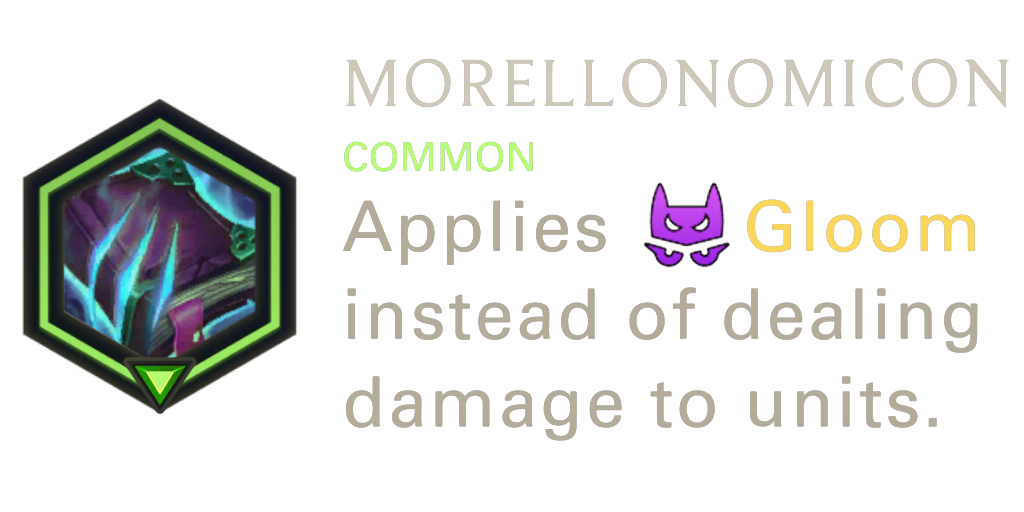 MORELLONOMICON
COMMON
Applies Gloom
instead of dealing
damage to units.